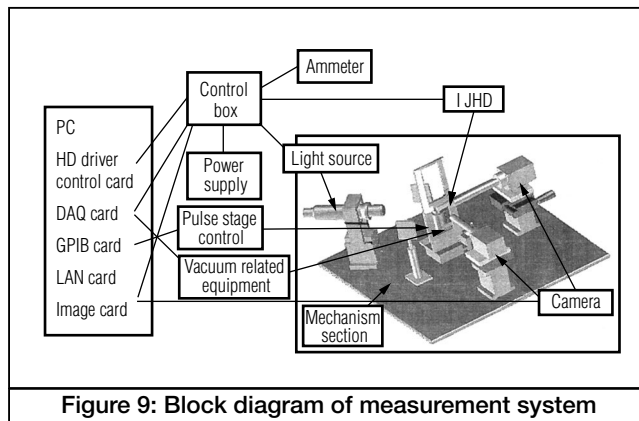 Ammeter
Control
box
I JHD
PC
HD driver
control card
DAQ card
GPIB card
LAN card
Image card
Power
supply
Light source
Pulse stage
control
Vacuum related
equipment
Mechanism
section
Camera
Figure 9: Block diagram of measurement system